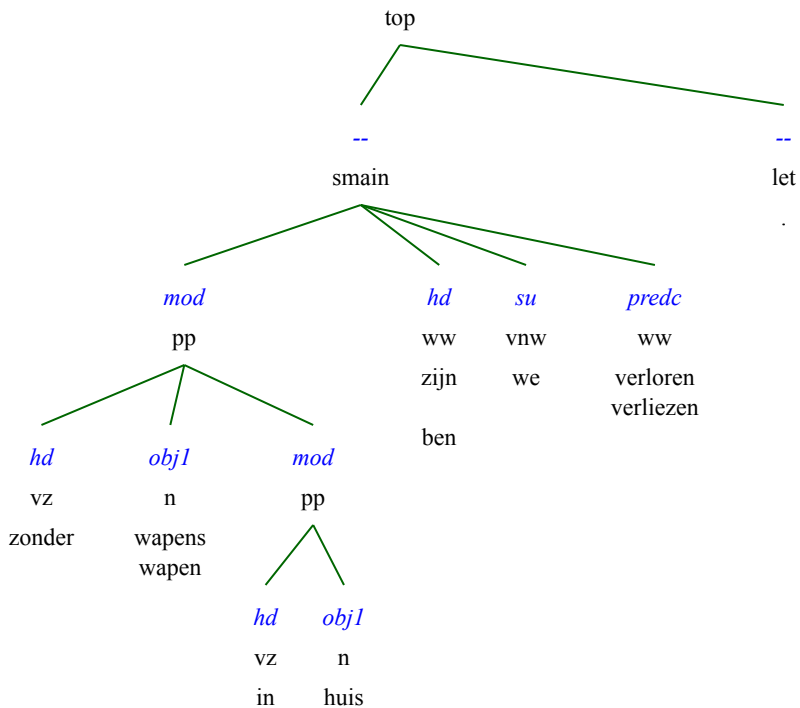 top
-- --
smain let
.
mod hd su predc
pp ww vnw ww
zijn we verloren
verliezen
ben
hd obj1 mod
vz n pp
zonder wapens
wapen
hd obj1
vz n
in huis